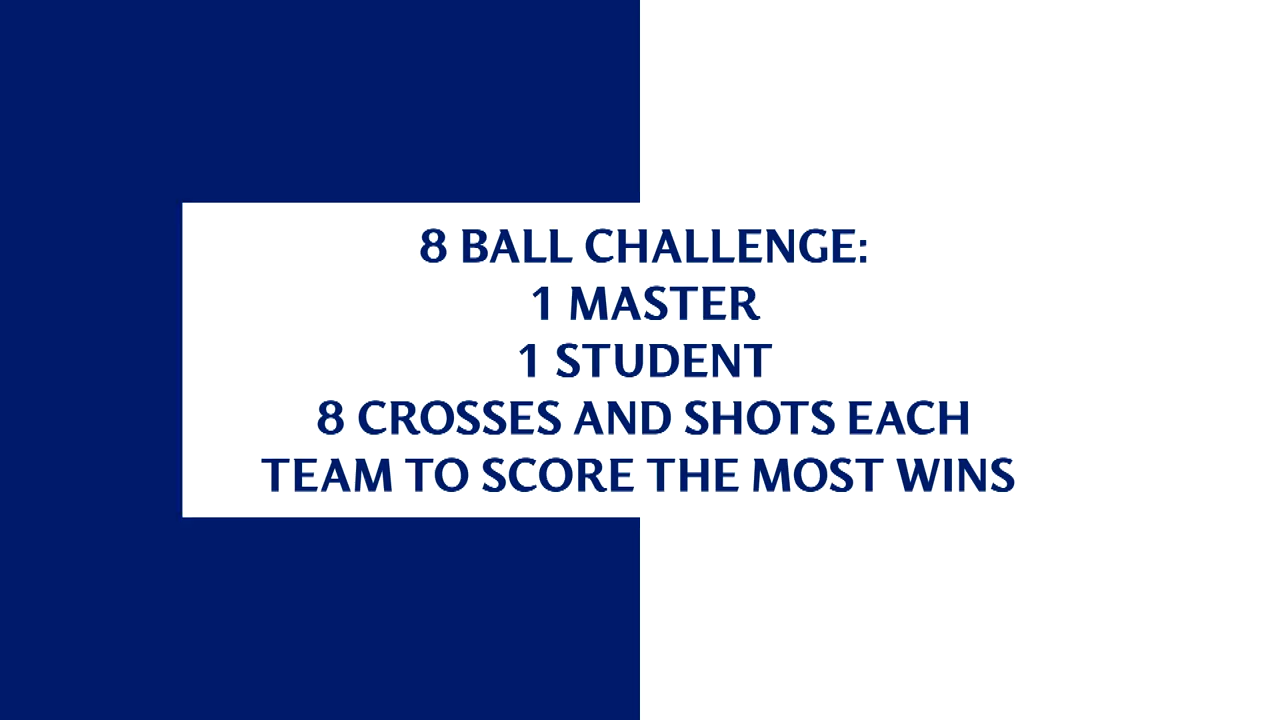 8 BALL CHALLENGE:
1 MASTER
1 STUDENT
8 CROSSES AND SHOTS EACH
TEAM TO SCORE THE MOST WINS